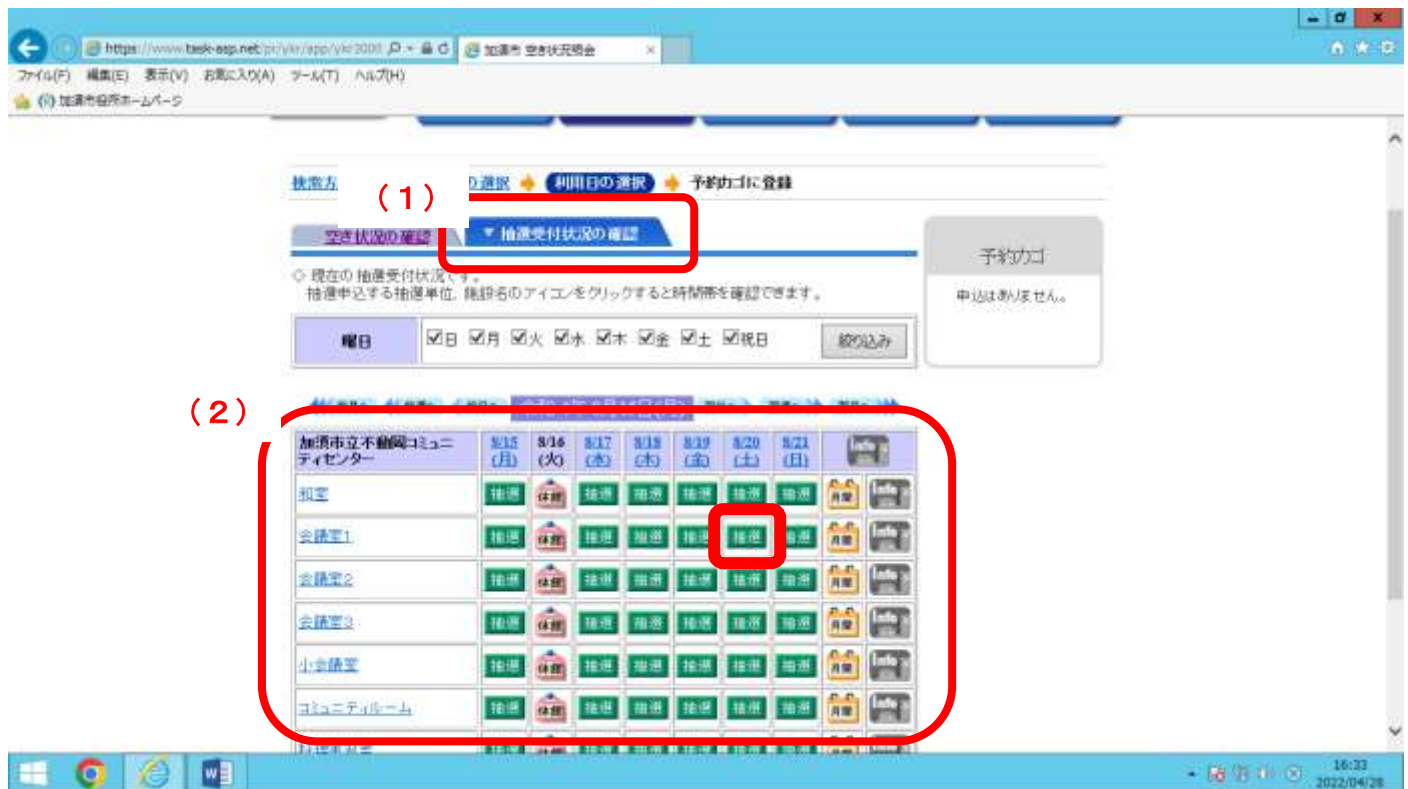 https://www.task-asp.net
加須市 空き状況照会
ファイル(F) 編集(E) 表示(V) お気に入り(A) ツール(T) ヘルプ(H)
加須市役所ホームページ
の選択 利用日の選択 予約カゴに登録
（１）
空き状況の確認 ▼ 抽選受付状況の確認
◇ 現在の抽選受付状況です。
抽選申込する抽選単位、施設名のアイコンをクリックすると時間帯を確認できます。
予約カゴ
申込はありません。
曜日 日 月 火 水 木 金 土 祝日 絞り込み
（２）
加須市立不動岡コミュニティセンター 8/15(月) 8/16(火) 8/17(水) 8/18(木) 8/19(金) 8/20(土) 8/21(日) Info
和室 抽選 休館 抽選 抽選 抽選 抽選 抽選 月間 Info
会議室1 抽選 休館 抽選 抽選 抽選 抽選 抽選 月間 Info
会議室2 抽選 休館 抽選 抽選 抽選 抽選 抽選 月間 Info
会議室3 抽選 休館 抽選 抽選 抽選 抽選 抽選 月間 Info
小会議室 抽選 休館 抽選 抽選 抽選 抽選 抽選 月間 Info
コミュニティルーム 抽選 休館 抽選 抽選 抽選 抽選 抽選 月間 Info
16:33
2022/04/28